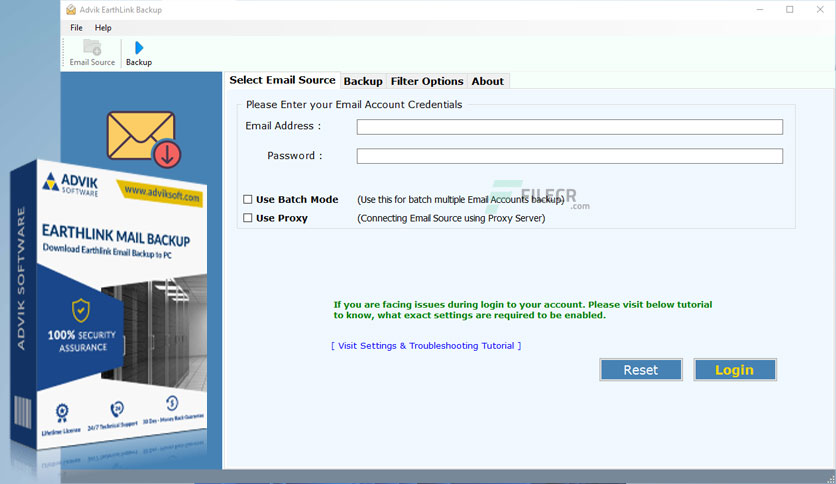 Advik EarthLink Backup
File Help
Email Source Backup
Select Email Source Backup Filter Options About
Please Enter your Email Account Credentials
Email Address :
Password :
Use Batch Mode (Use this for batch multiple Email Accounts backup)
Use Proxy (Connecting Email Source using Proxy Server)
FILECR
.com
If you are facing issues during login to your account. Please visit below tutorial
to know, what exact settings are required to be enabled.
[ Visit Settings & Troubleshooting Tutorial ]
Reset Login
ADVIK
SOFTWARE
www.adviksoft.com
EARTHLINK MAIL BACKUP
Download Earthlink Email Backup to PC
100% SECURITY
ASSURANCE
Lifetime License
24/7 Technical Support
30 Day - Money Back Guarantee
ADVIK SOFTWARE